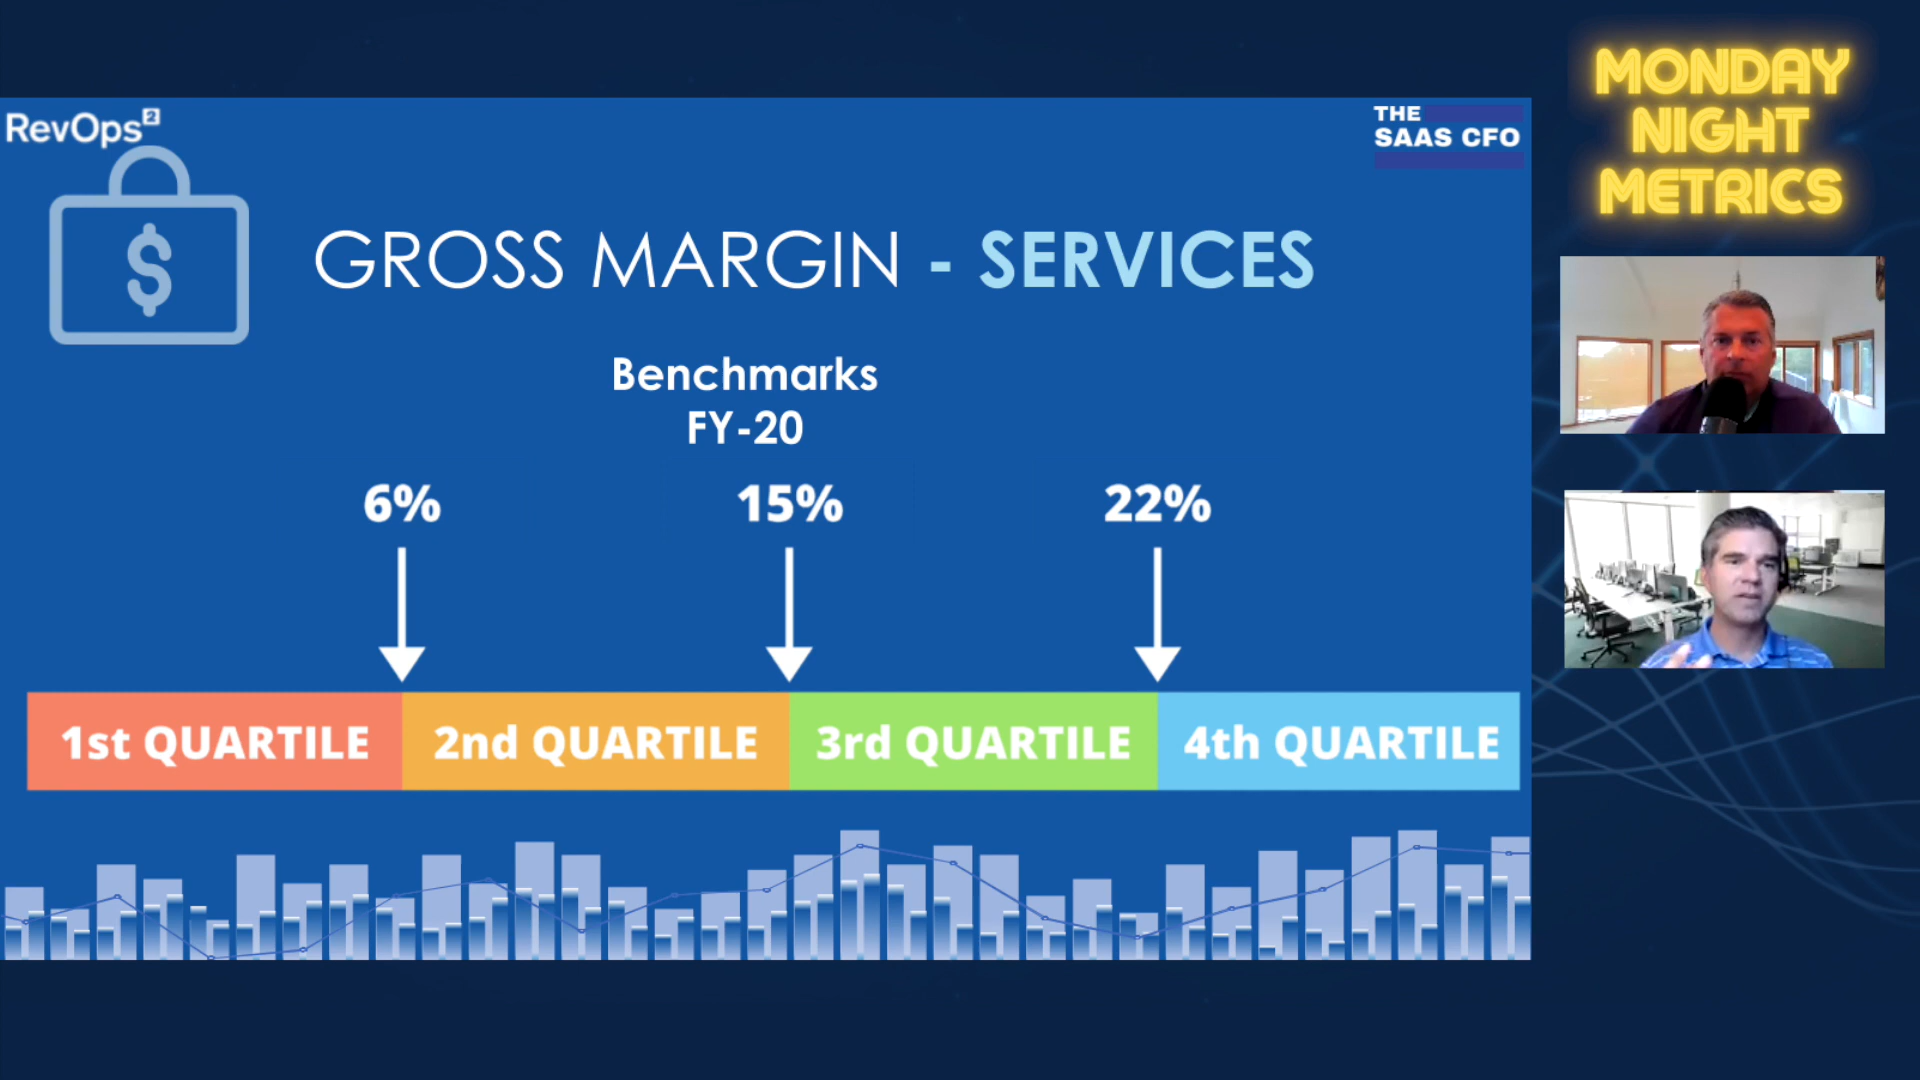 RevOps2
THE
SAAS CFO
MONDAY
NIGHT
METRICS
$
GROSS MARGIN - SERVICES
Benchmarks
FY-20
6% 15% 22%
1st QUARTILE 2nd QUARTILE 3rd QUARTILE 4th QUARTILE